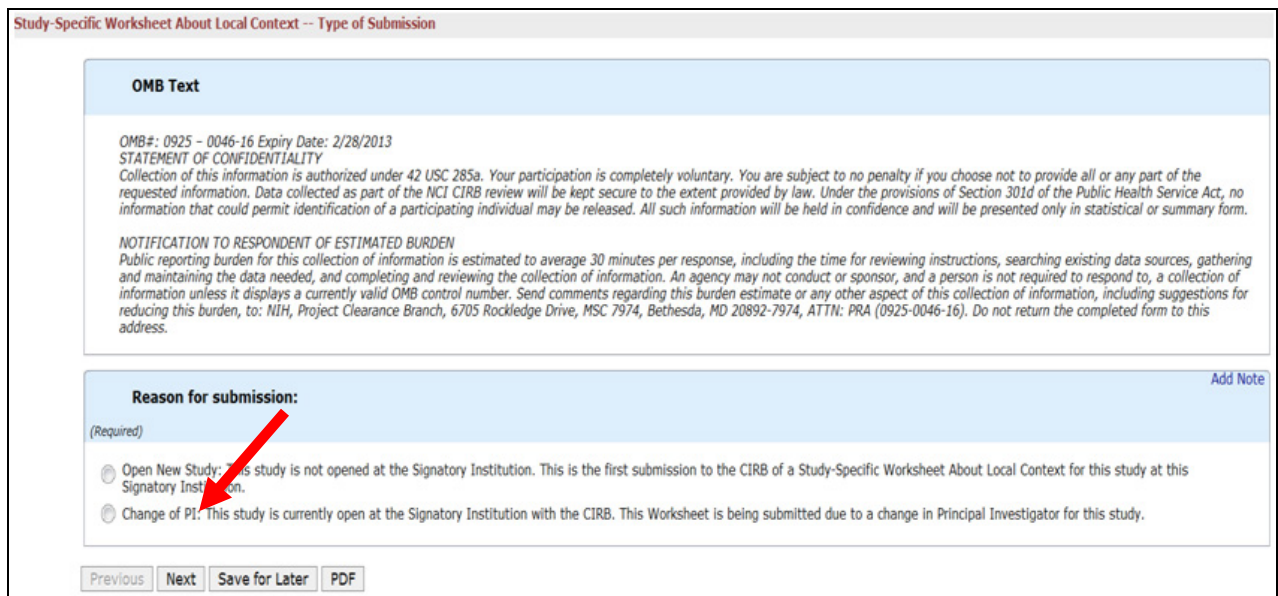 Study-Specific Worksheet About Local Context -- Type of Submission
OMB Text
OMB#: 0925 – 0046-16 Expiry Date: 2/28/2013
STATEMENT OF CONFIDENTIALITY
Collection of this information is authorized under 42 USC 285a. Your participation is completely voluntary. You are subject to no penalty if you choose not to provide all or any part of the
requested information. Data collected as part of the NCI CIRB review will be kept secure to the extent provided by law. Under the provisions of Section 301d of the Public Health Service Act, no
information that could permit identification of a participating individual may be released. All such information will be held in confidence and will be presented only in statistical or summary form.
NOTIFICATION TO RESPONDENT OF ESTIMATED BURDEN
Public reporting burden for this collection of information is estimated to average 30 minutes per response, including the time for reviewing instructions, searching existing data sources, gathering
and maintaining the data needed, and completing and reviewing the collection of information. An agency may not conduct or sponsor, and a person is not required to respond to, a collection of
information unless it displays a currently valid OMB control number. Send comments regarding this burden estimate or any other aspect of this collection of information, including suggestions for
reducing this burden, to: NIH, Project Clearance Branch, 6705 Rockledge Drive, MSC 7974, Bethesda, MD 20892-7974, ATTN: PRA (0925-0046-16). Do not return the completed form to this
address.
Add Note
Reason for submission:
(Required)
Open New Study: This study is not opened at the Signatory Institution. This is the first submission to the CIRB of a Study-Specific Worksheet About Local Context for this study at this
Signatory Institution.
Change of PI: This study is currently open at the Signatory Institution with the CIRB. This Worksheet is being submitted due to a change in Principal Investigator for this study.
Previous Next Save for Later PDF